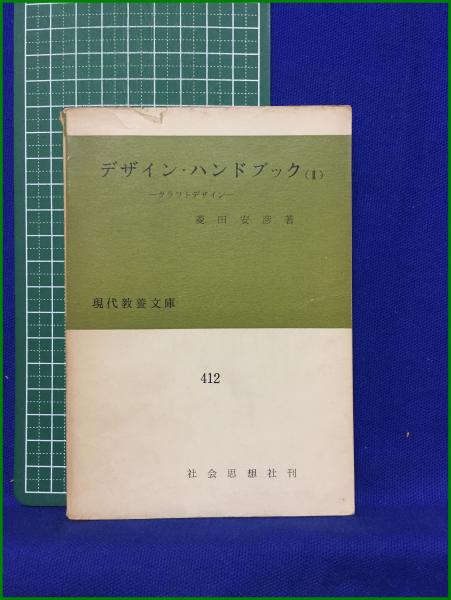 デザイン・ハンドブック(Ⅱ)
—クラフトデザイン—
菱田安彦著
現代教養文庫
412
社会思想社刊